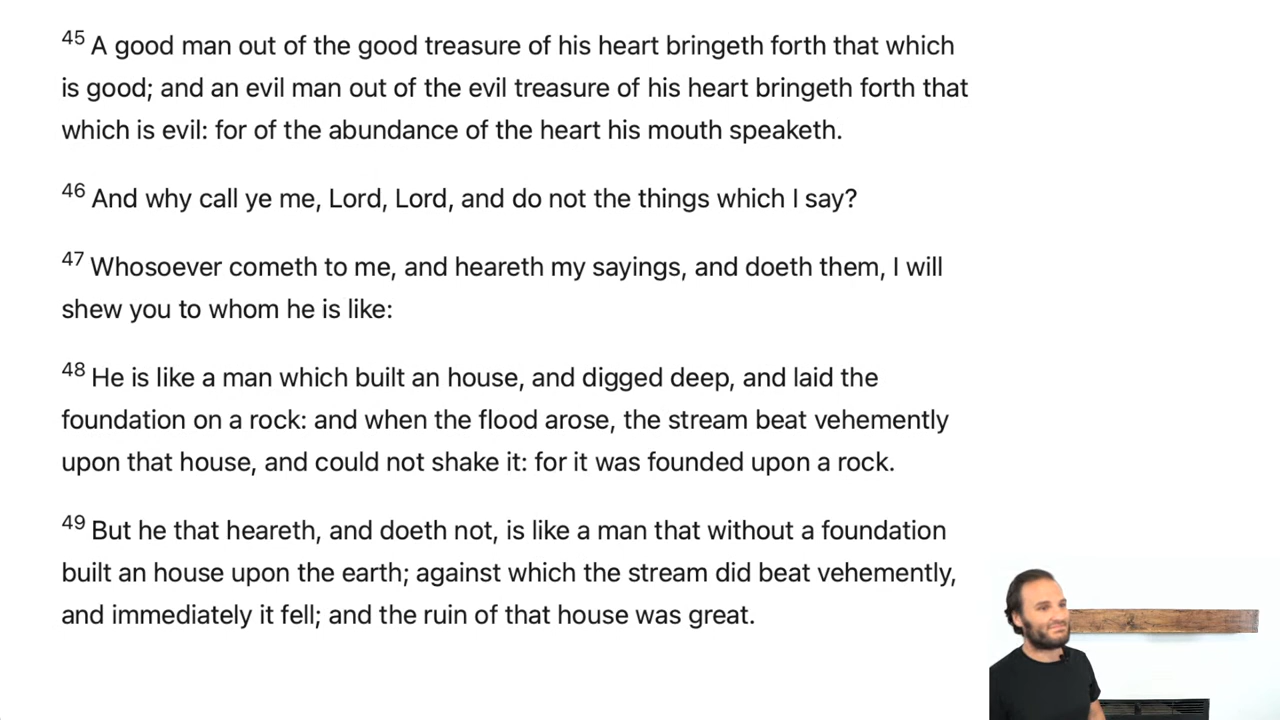 45 A good man out of the good treasure of his heart bringeth forth that which
is good; and an evil man out of the evil treasure of his heart bringeth forth that
which is evil: for of the abundance of the heart his mouth speaketh.
46 And why call ye me, Lord, Lord, and do not the things which I say?
47 Whosoever cometh to me, and heareth my sayings, and doeth them, I will
shew you to whom he is like:
48 He is like a man which built an house, and digged deep, and laid the
foundation on a rock: and when the flood arose, the stream beat vehemently
upon that house, and could not shake it: for it was founded upon a rock.
49 But he that heareth, and doeth not, is like a man that without a foundation
built an house upon the earth; against which the stream did beat vehemently,
and immediately it fell; and the ruin of that house was great.